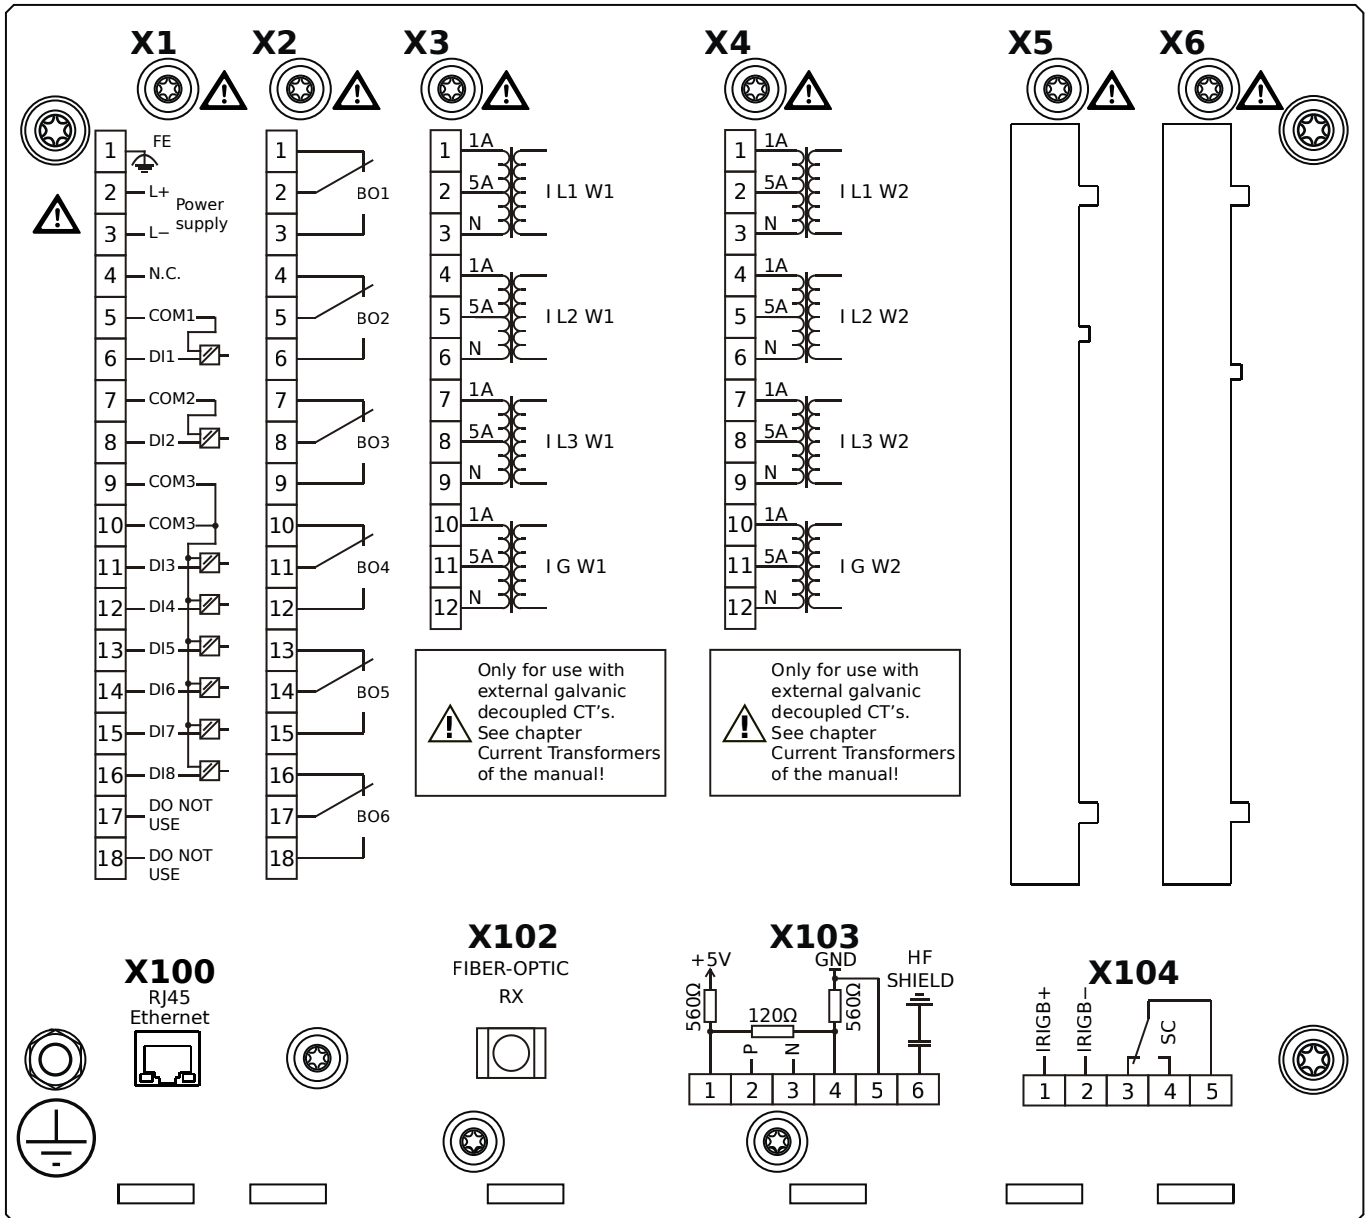 X1
X2
X3
X4
X5
X6
1
FE
2
L+
Power
supply
3
L−
4
N.C.
5
COM1
6
DI1
7
COM2
8
DI2
9
COM3
10
COM3
11
DI3
12
DI4
13
DI5
14
DI6
15
DI7
16
DI8
17
DO NOT
USE
18
DO NOT
USE
1
2
BO1
3
4
5
BO2
6
7
8
BO3
9
10
11
BO4
12
13
14
BO5
15
16
17
BO6
18
1
1A
2
5A
I L1 W1
3
N
4
1A
5
5A
I L2 W1
6
N
7
1A
8
5A
I L3 W1
9
N
10
1A
11
5A
I G W1
12
N
Only for use with
external galvanic
decoupled CT's.
See chapter
Current Transformers
of the manual!
1
1A
2
5A
I L1 W2
3
N
4
1A
5
5A
I L2 W2
6
N
7
1A
8
5A
I L3 W2
9
N
10
1A
11
5A
I G W2
12
N
Only for use with
external galvanic
decoupled CT's.
See chapter
Current Transformers
of the manual!
X100
RJ45
Ethernet
X102
FIBER-OPTIC
RX
X103
+5V
GND
HF
SHIELD
560Ω
120Ω
560Ω
P
N
1
2
3
4
5
6
X104
IRIGB+
IRIGB−
SC
1
2
3
4
5